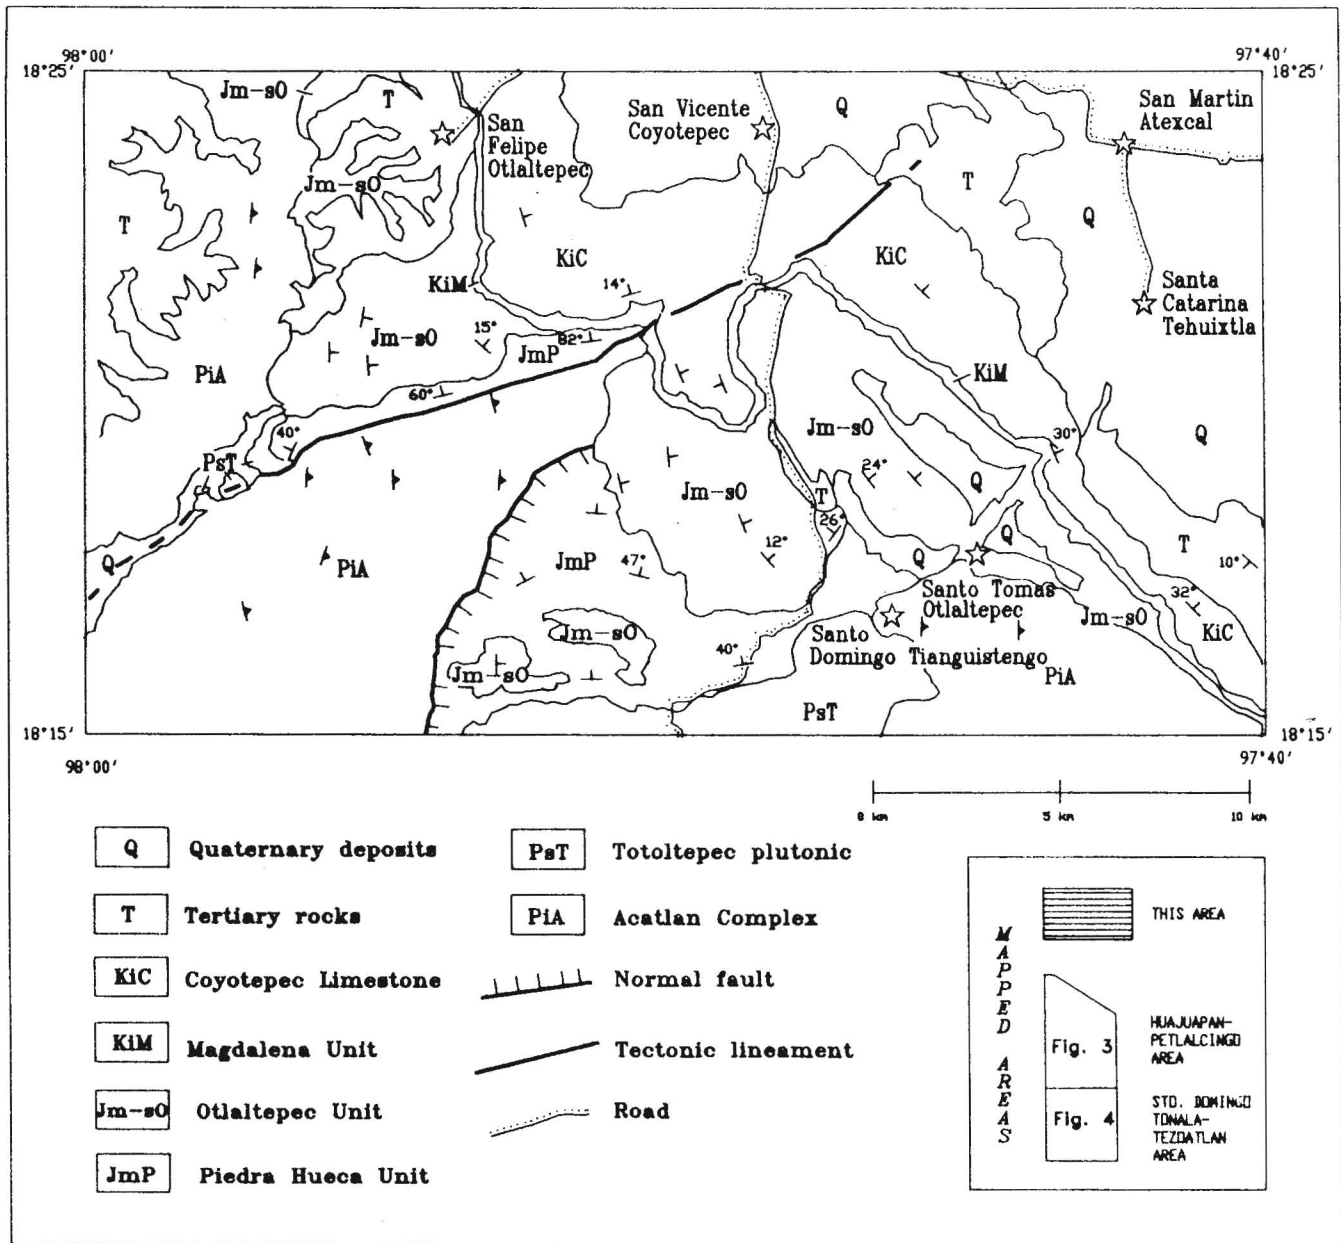 98°00'
97°40'
18°25'
18°25'
Jm-sO
T
San
Felipe
Otlaltepec
San Vicente
Coyotepec
Q
San Martin
Atexcal
T
Jm-sO
T
Q
KiC
KiC
KiM
14°
Santa
Catarina
Tehuixtla
Jm-sO
15°
82°
JmP
PiA
KiM
60°
Jm-sO
40°
30°
Q
PsT
24°
Jm-sO
Q
T
26°
Q
T
12°
Q
10°
Q
PiA
JmP
47°
Santo Tomas
Otlaltepec
32°
Jm-sO
KiC
Jm-sO
Santo
Domingo Tianguistengo
40°
Jm-sO
PiA
PsT
18°15'
18°15'
98°00'
97°40'
0 km
5 km
10 km
Q Quaternary deposits
T Tertiary rocks
KiC Coyotepec Limestone
KiM Magdalena Unit
Jm-sO Otlaltepec Unit
JmP Piedra Hueca Unit
PsT Totoltepec plutonic
PiA Acatlan Complex
Normal fault
Tectonic lineament
Road
MAPPED AREAS
THIS AREA
Fig. 3
HUAJUAPAN-
PETLALCINGO
AREA
Fig. 4
STO. DOMINGO
TONALA-
TEZOATLAN
AREA